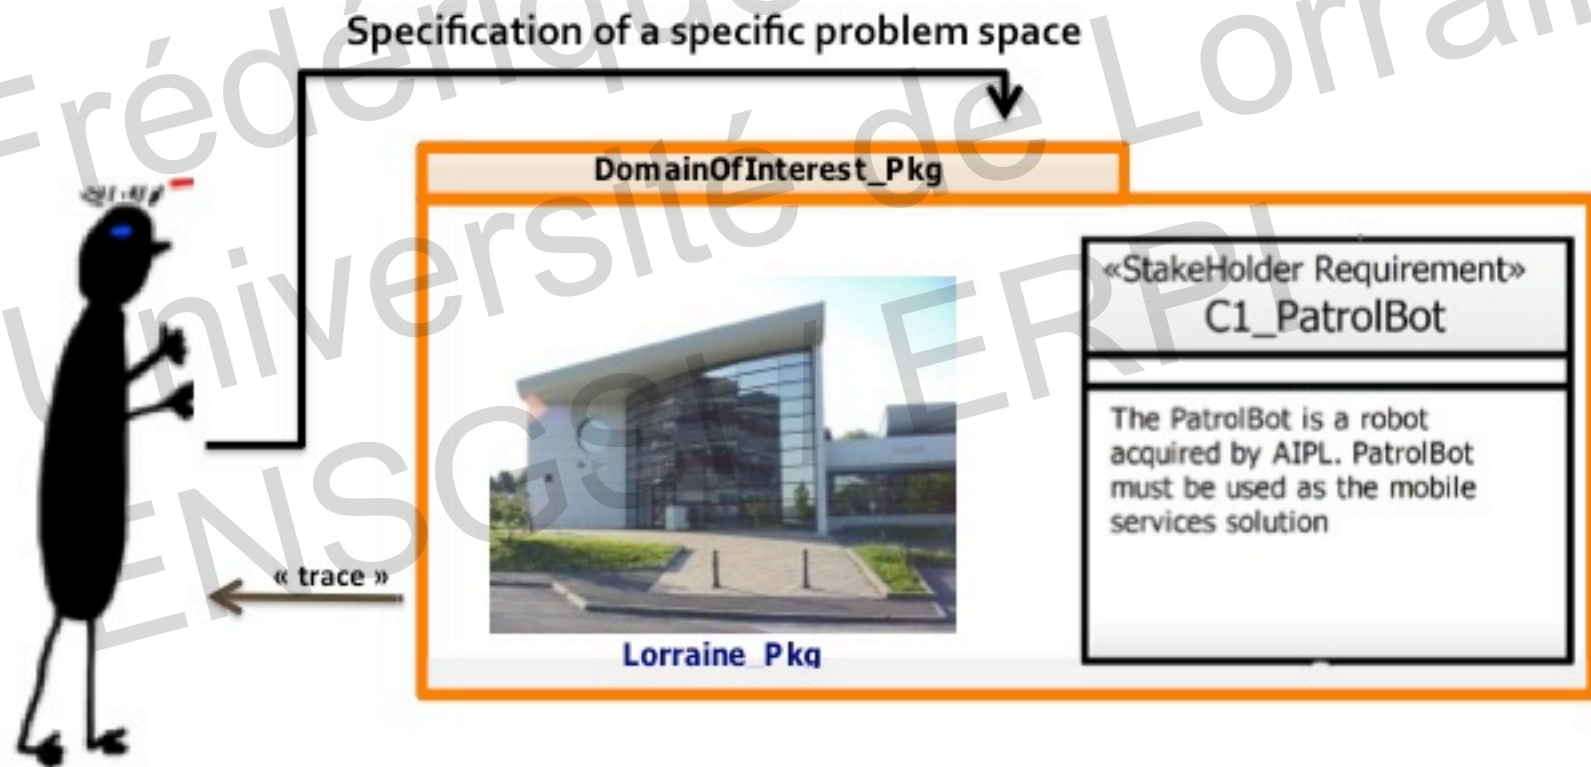 Specification of a specific problem space
DomainOfInterest_Pkg
«StakeHolder Requirement»
C1_PatrolBot
The PatrolBot is a robot
acquired by AIPL. PatrolBot
must be used as the mobile
services solution
« trace »
Lorraine_Pkg
Frédérique
Université de Lorraine
ENSGSI ERPI